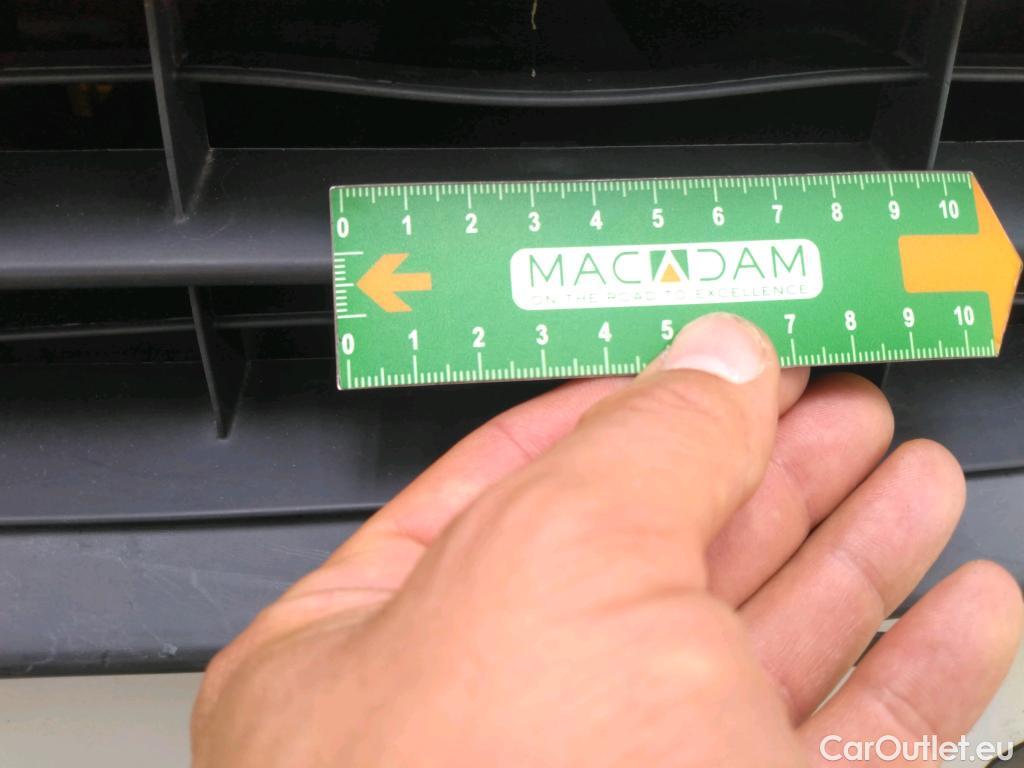 0 1 2 3 4 5 6 7 8 9 10
MACADAM
ON THE ROAD TO EXCELLENCE
0 1 2 3 4 5 7 8 9 10
CarOutlet.eu